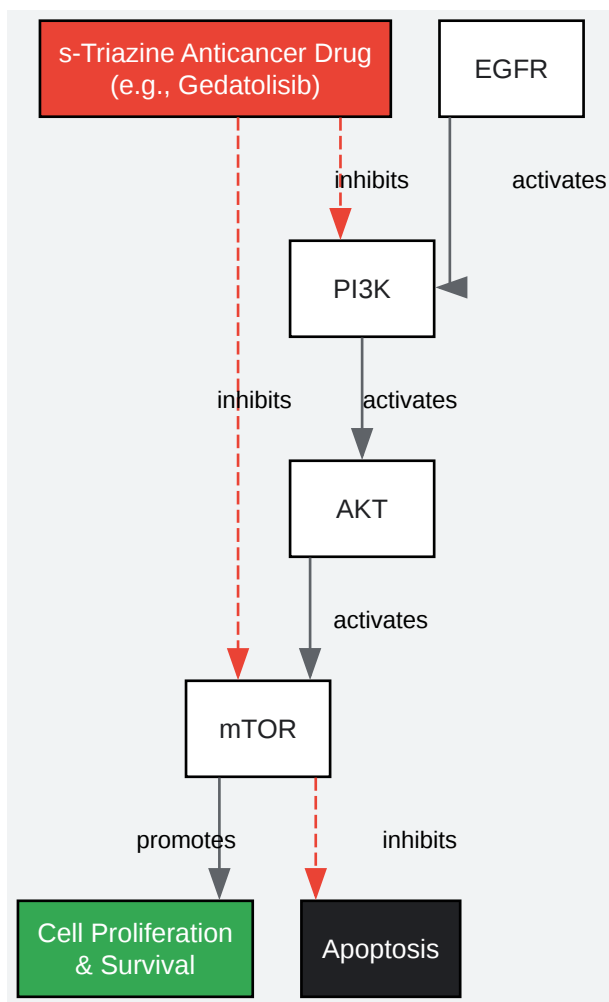 s-Triazine Anticancer Drug
(e.g., Gedatolisib)
EGFR
inhibits
activates
PI3K
inhibits
activates
AKT
activates
mTOR
promotes
inhibits
Cell Proliferation
& Survival
Apoptosis